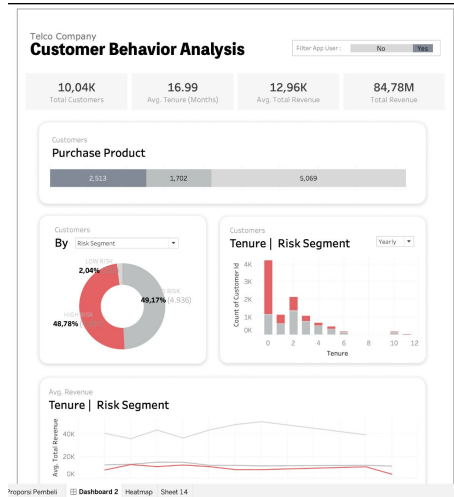 Telco Company
Customer Behavior Analysis
Filter App User :
No
Yes
10,04K
Total Customers
16.99
Avg. Tenure (Months)
12,96K
Avg. Total Revenue
84,78M
Total Revenue
Customers
Purchase Product
2,513
1,702
5,069
Customers
By
Risk Segment
LOW RISK
2,04%
RISK
49,17% (4.936)
HIGH
48,78%
Customers
Tenure | Risk Segment
Yearly
Count of Customer Id
4K
3K
2K
1K
0K
0 2 4 6 8 10 12
Tenure
Avg. Revenue
Tenure | Risk Segment
Avg. Total Revenue
40K
20K
0K
Proporsi Pembeli
Dashboard 2
Heatmap
Sheet 14